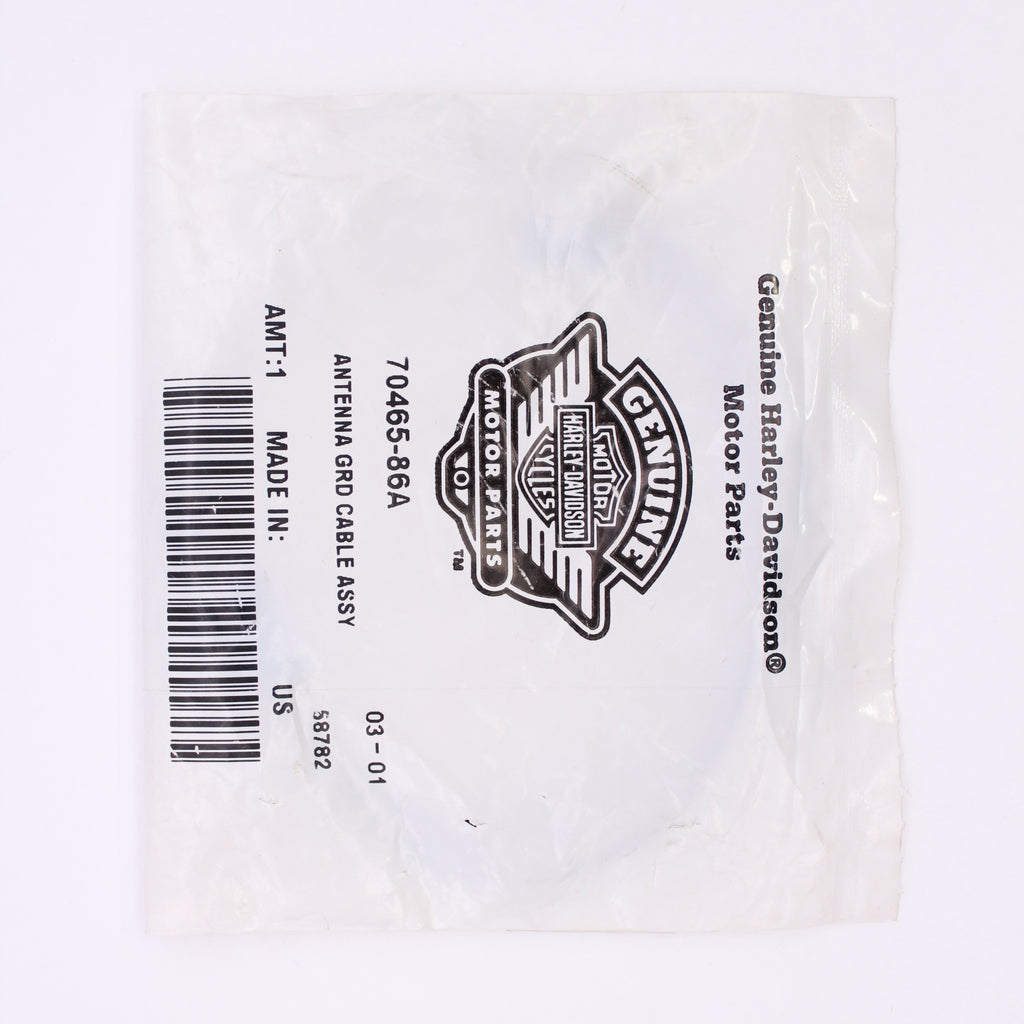 Genuine Harley-Davidson®
Motor Parts
GENUINE
MOTOR
HARLEY-DAVIDSON
CYCLES
MOTOR PARTS
TM
70465-86A
03-01
ANTENNA GRD CABLE ASSY
68782
AMT:1 MADE IN: US